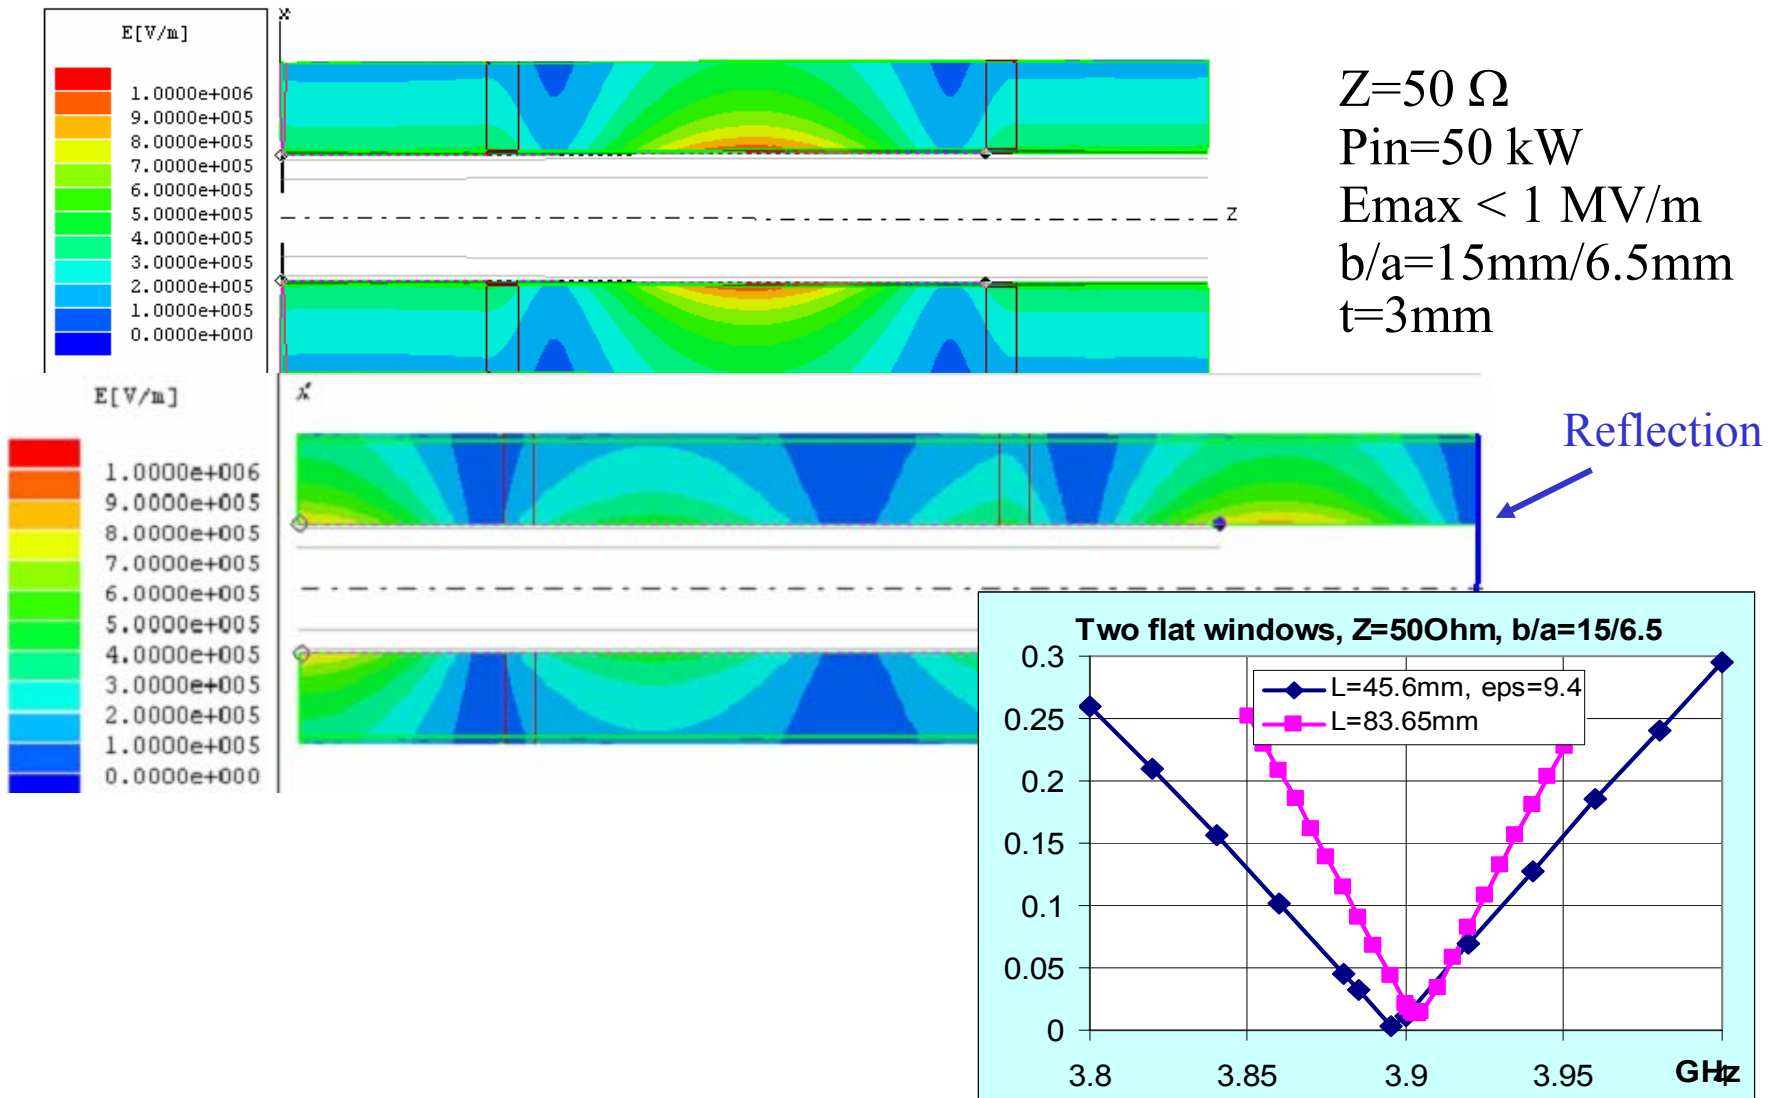 E[V/m]
1.0000e+006
9.0000e+005
8.0000e+005
7.0000e+005
6.0000e+005
5.0000e+005
4.0000e+005
3.0000e+005
2.0000e+005
1.0000e+005
0.0000e+000
x
z
Z=50 Ω
Pin=50 kW
Emax < 1 MV/m
b/a=15mm/6.5mm
t=3mm
E[V/m]
1.0000e+006
9.0000e+005
8.0000e+005
7.0000e+005
6.0000e+005
5.0000e+005
4.0000e+005
3.0000e+005
2.0000e+005
1.0000e+005
0.0000e+000
Reflection
Two flat windows, Z=50Ohm, b/a=15/6.5
L=45.6mm, eps=9.4
L=83.65mm
0.3
0.25
0.2
0.15
0.1
0.05
0
3.8 3.85 3.9 3.95 4
GHz